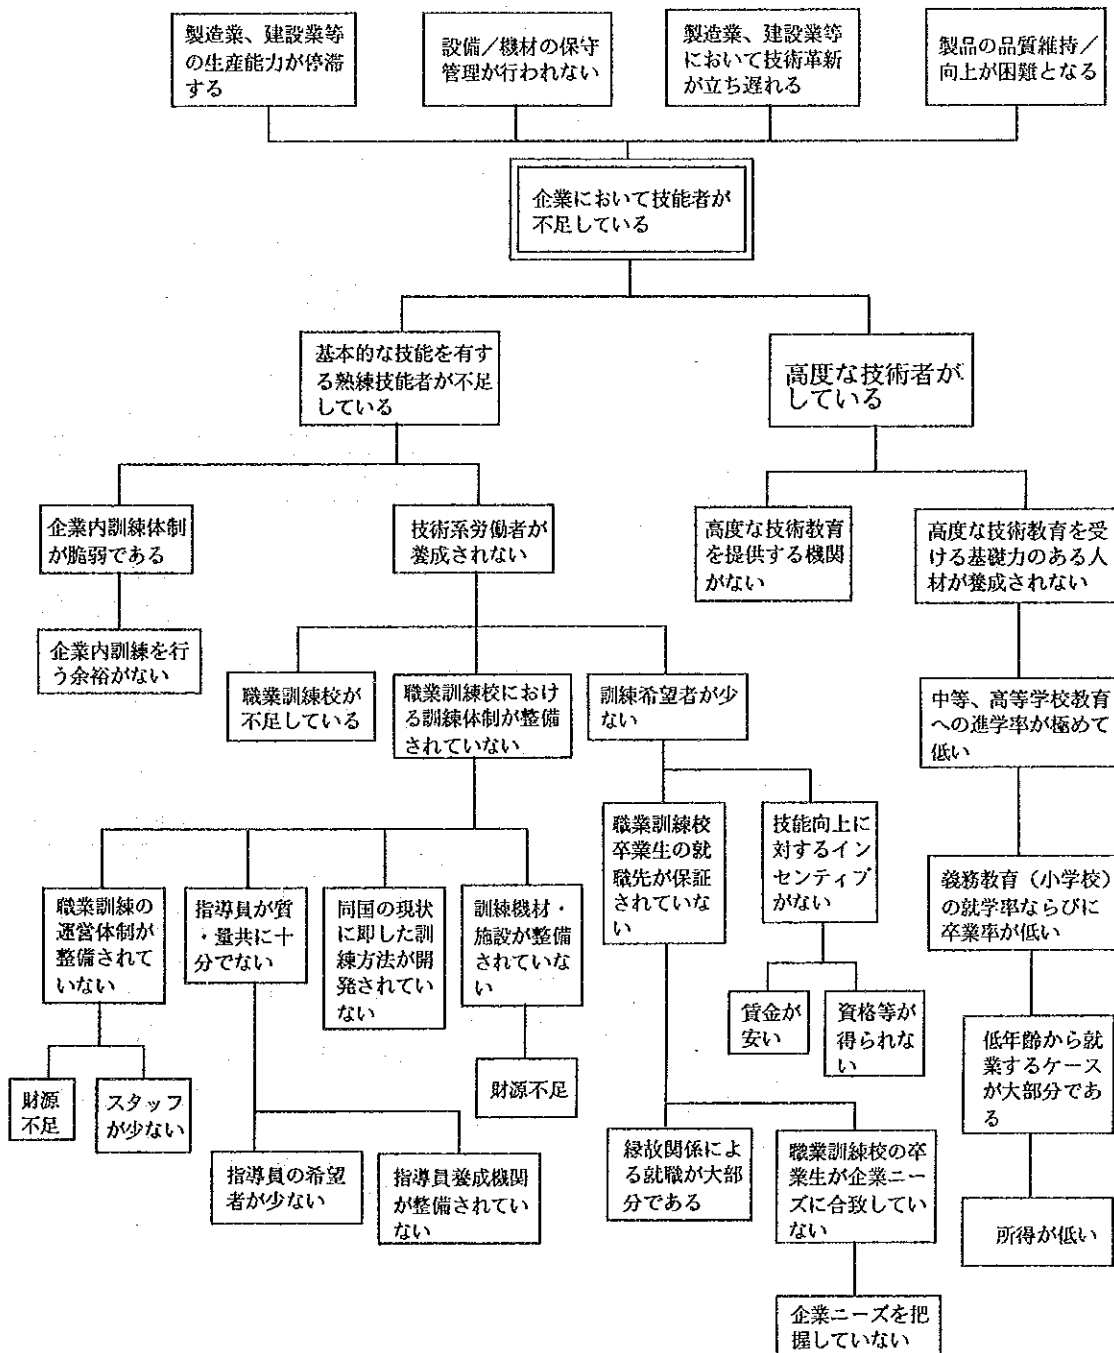 製造業、建設業等
の生産能力が停滞
する
設備／機材の保守
管理が行われない
製造業、建設業等
において技術革新
が立ち遅れる
製品の品質維持／
向上が困難となる
企業において技能者が
不足している
基本的な技能を有す
る熟練技能者が不足
している
高度な技術者が
している
企業内訓練体制
が脆弱である
技術系労働者が
養成されない
高度な技術教育
を提供する機関
がない
高度な技術教育を受
ける基礎力のある人
材が養成されない
企業内訓練を行
う余裕がない
職業訓練校が
不足している
職業訓練校におけ
る訓練体制が整備
されていない
訓練希望者が少
ない
中等、高等学校教育
への進学率が極めて
低い
職業訓練校
卒業生の就
職先が保証
されていな
い
技能向上に
対するイン
センティブ
がない
義務教育（小学校）
の就学率ならびに
卒業率が低い
職業訓練の
運営体制が
整備されて
いない
指導員が質
・量共に十
分でない
同国の現状
に即した訓
練方法が開
発されてい
ない
訓練機材・
施設が整備
されていな
い
賃金が
安い
資格等が
得られな
い
低年齢から就
業するケース
が大部分であ
る
財源
不足
スタッフ
が少ない
財源不足
指導員の希望
者が少ない
指導員養成機関
が整備されてい
ない
縁故関係によ
る就職が大部
分である
職業訓練校の卒
業生が企業ニー
ズに合致してい
ない
所得が低い
企業ニーズを把
握していない